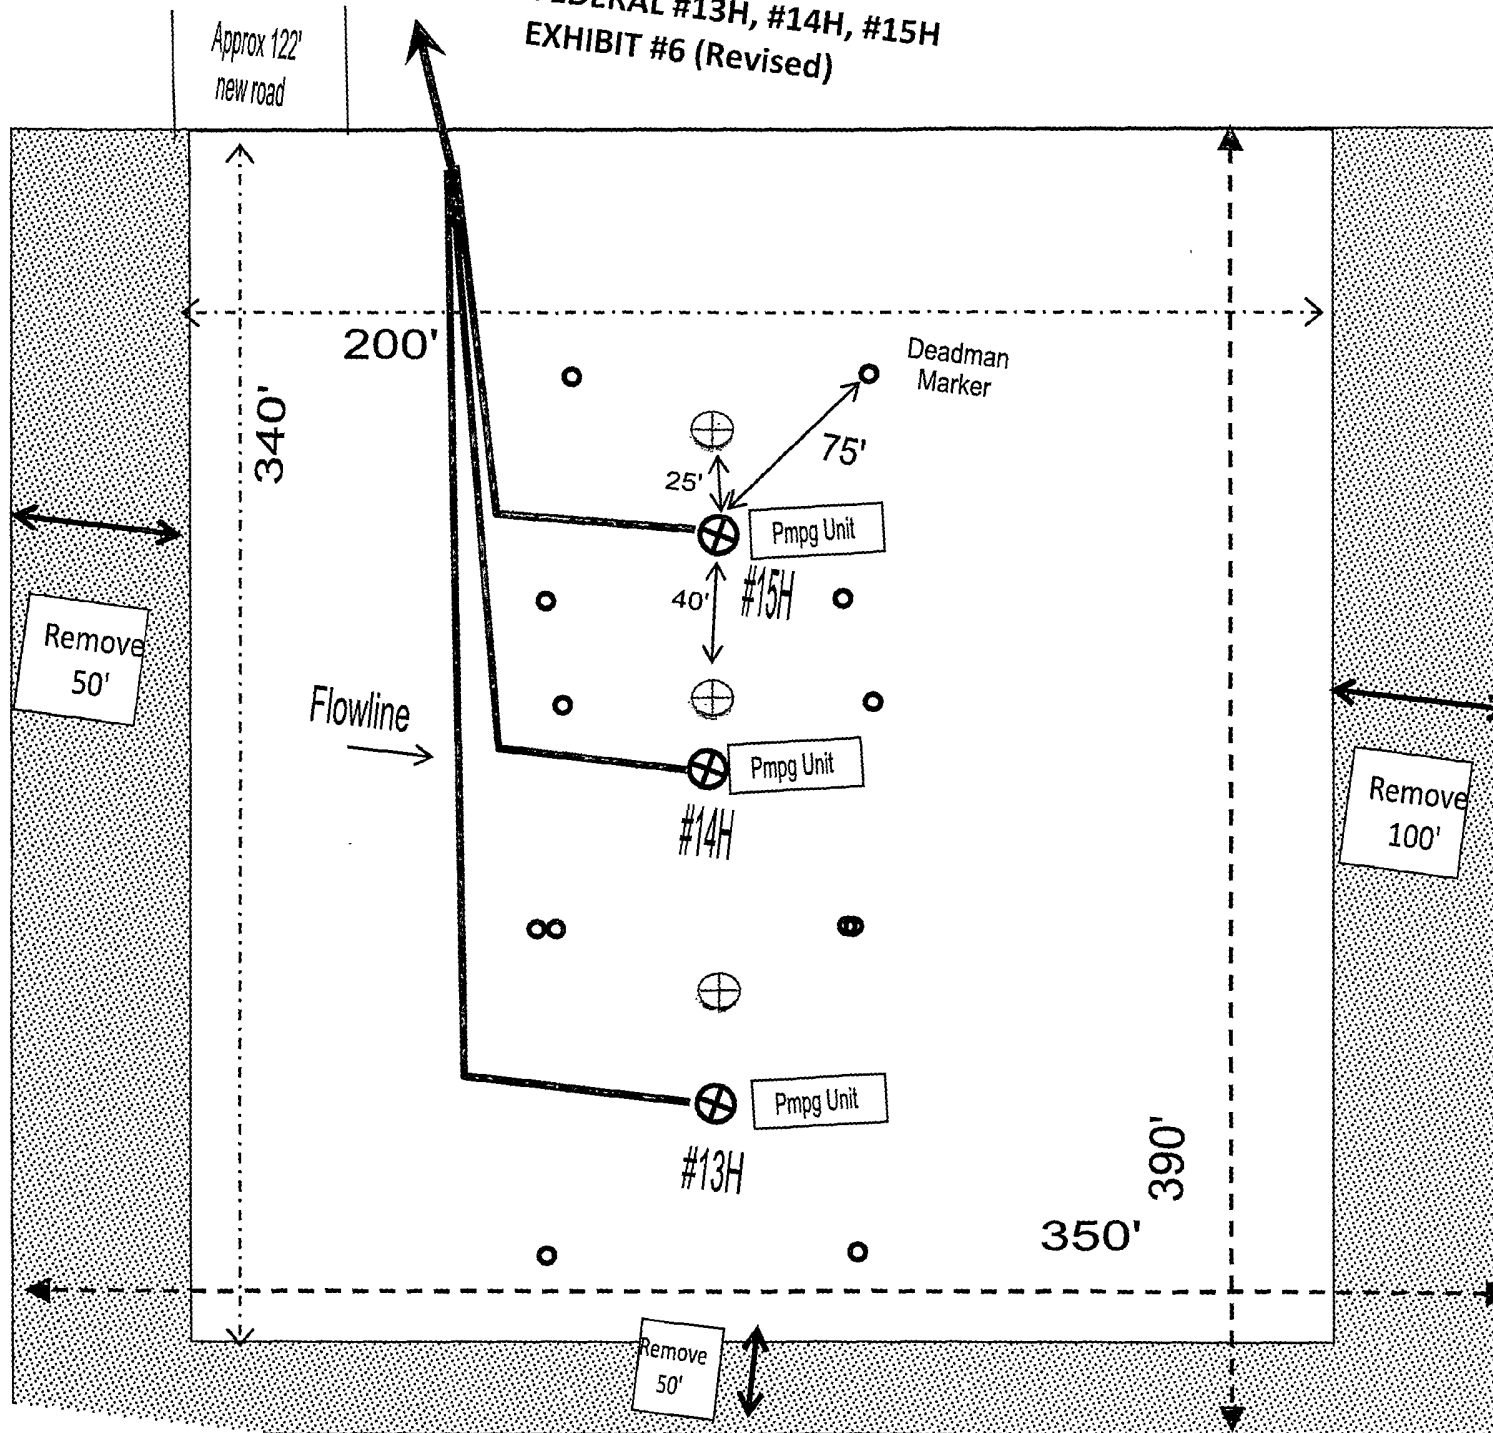 FEDERAL #13H, #14H, #15H
EXHIBIT #6 (Revised)
Approx 122'
new road
200'
340'
Deadman
Marker
75'
25'
Pmpg Unit
#15H
40'
Remove
50'
Flowline
Pmpg Unit
#14H
Remove
100'
Pmpg Unit
#13H
390'
350'
Remove
50'